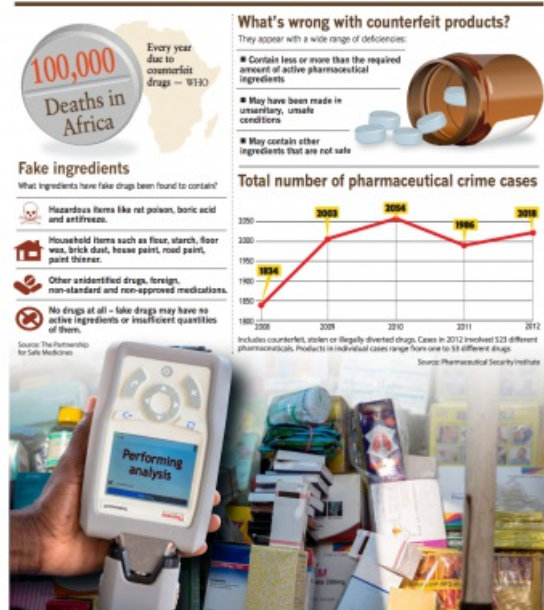 100,000
Deaths in
Africa
Every year
due to
counterfeit
drugs — WHO
What's wrong with counterfeit products?
They appear with a wide range of deficiencies:
Contain less or more than the required
amount of active pharmaceutical
ingredients
May have been made in
unsanitary, unsafe
conditions
May contain other
ingredients that are not safe
Fake ingredients
What ingredients have fake drugs been found to contain?
Hazardous items like rat poison, boric acid
and antifreeze.
Household items such as flour, starch, floor
wax, brick dust, house paint, road paint,
paint thinner.
Other unidentified drugs, foreign,
non-standard and non-approved medications.
No drugs at all – fake drugs may have no
active ingredients or insufficient quantities
of them.
Source: The Partnership
for Safe Medicines
Total number of pharmaceutical crime cases
2050
2000
1950
1900
1850
1800
1834
2003
2054
1986
2018
2008
2009
2010
2011
2012
Includes counterfeit, stolen or illegally diverted drugs. Cases in 2012 involved 523 different
pharmaceuticals. Products in individual cases range from one to 53 different drugs
Source: Pharmaceutical Security Institute
Performing
analysis